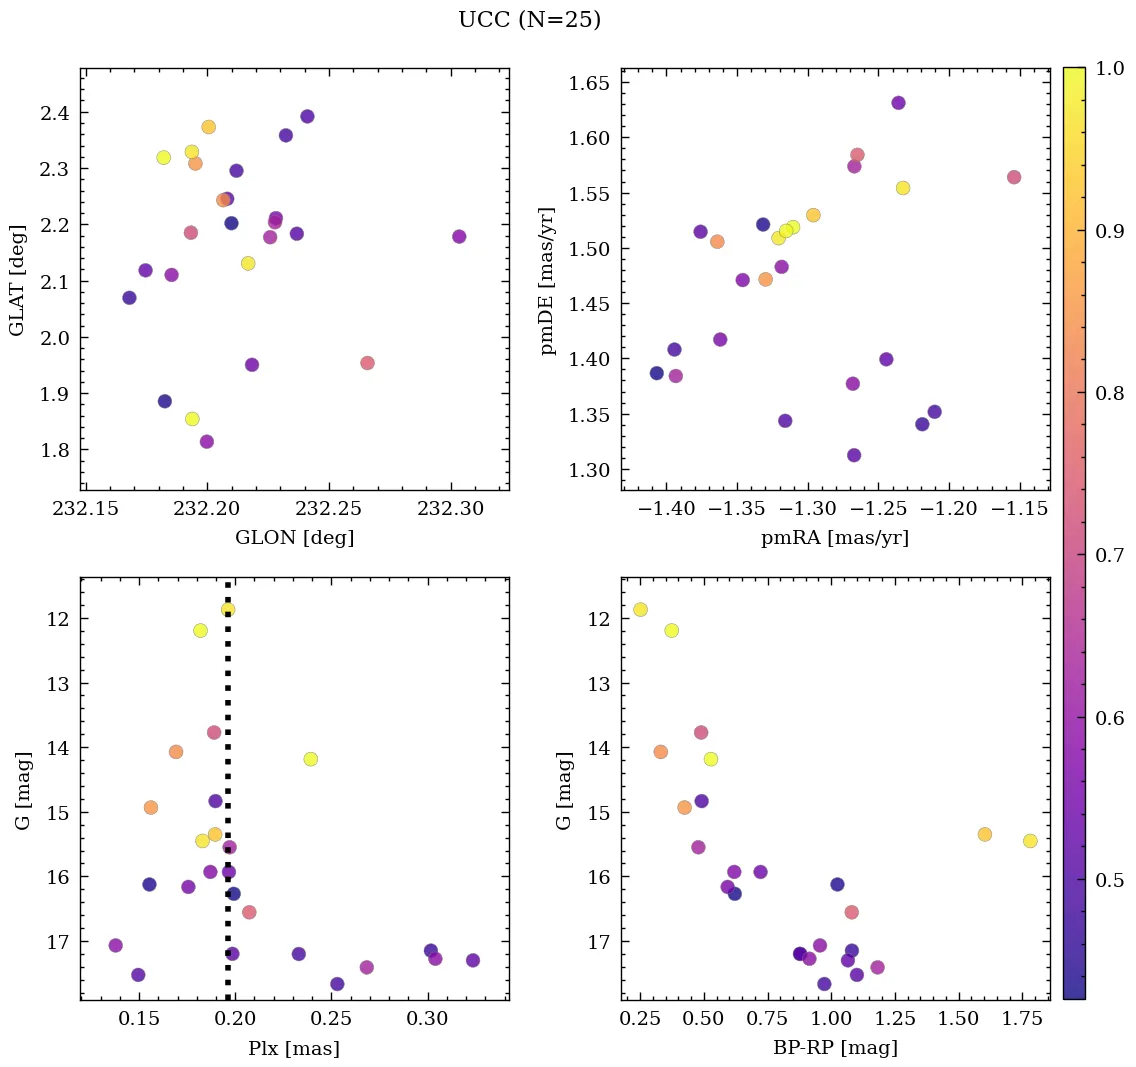 UCC (N=25)
2.4
2.3
2.2
2.1
2.0
1.9
1.8
GLAT [deg]
232.15 232.20 232.25 232.30
GLON [deg]
1.65
1.60
1.55
1.50
1.45
1.40
1.35
1.30
pmDE [mas/yr]
−1.40 −1.35 −1.30 −1.25 −1.20 −1.15
pmRA [mas/yr]
1.0
0.9
0.8
0.7
0.6
0.5
12
13
14
15
16
17
G [mag]
0.15 0.20 0.25 0.30
Plx [mas]
12
13
14
15
16
17
G [mag]
0.25 0.50 0.75 1.00 1.25 1.50 1.75
BP-RP [mag]